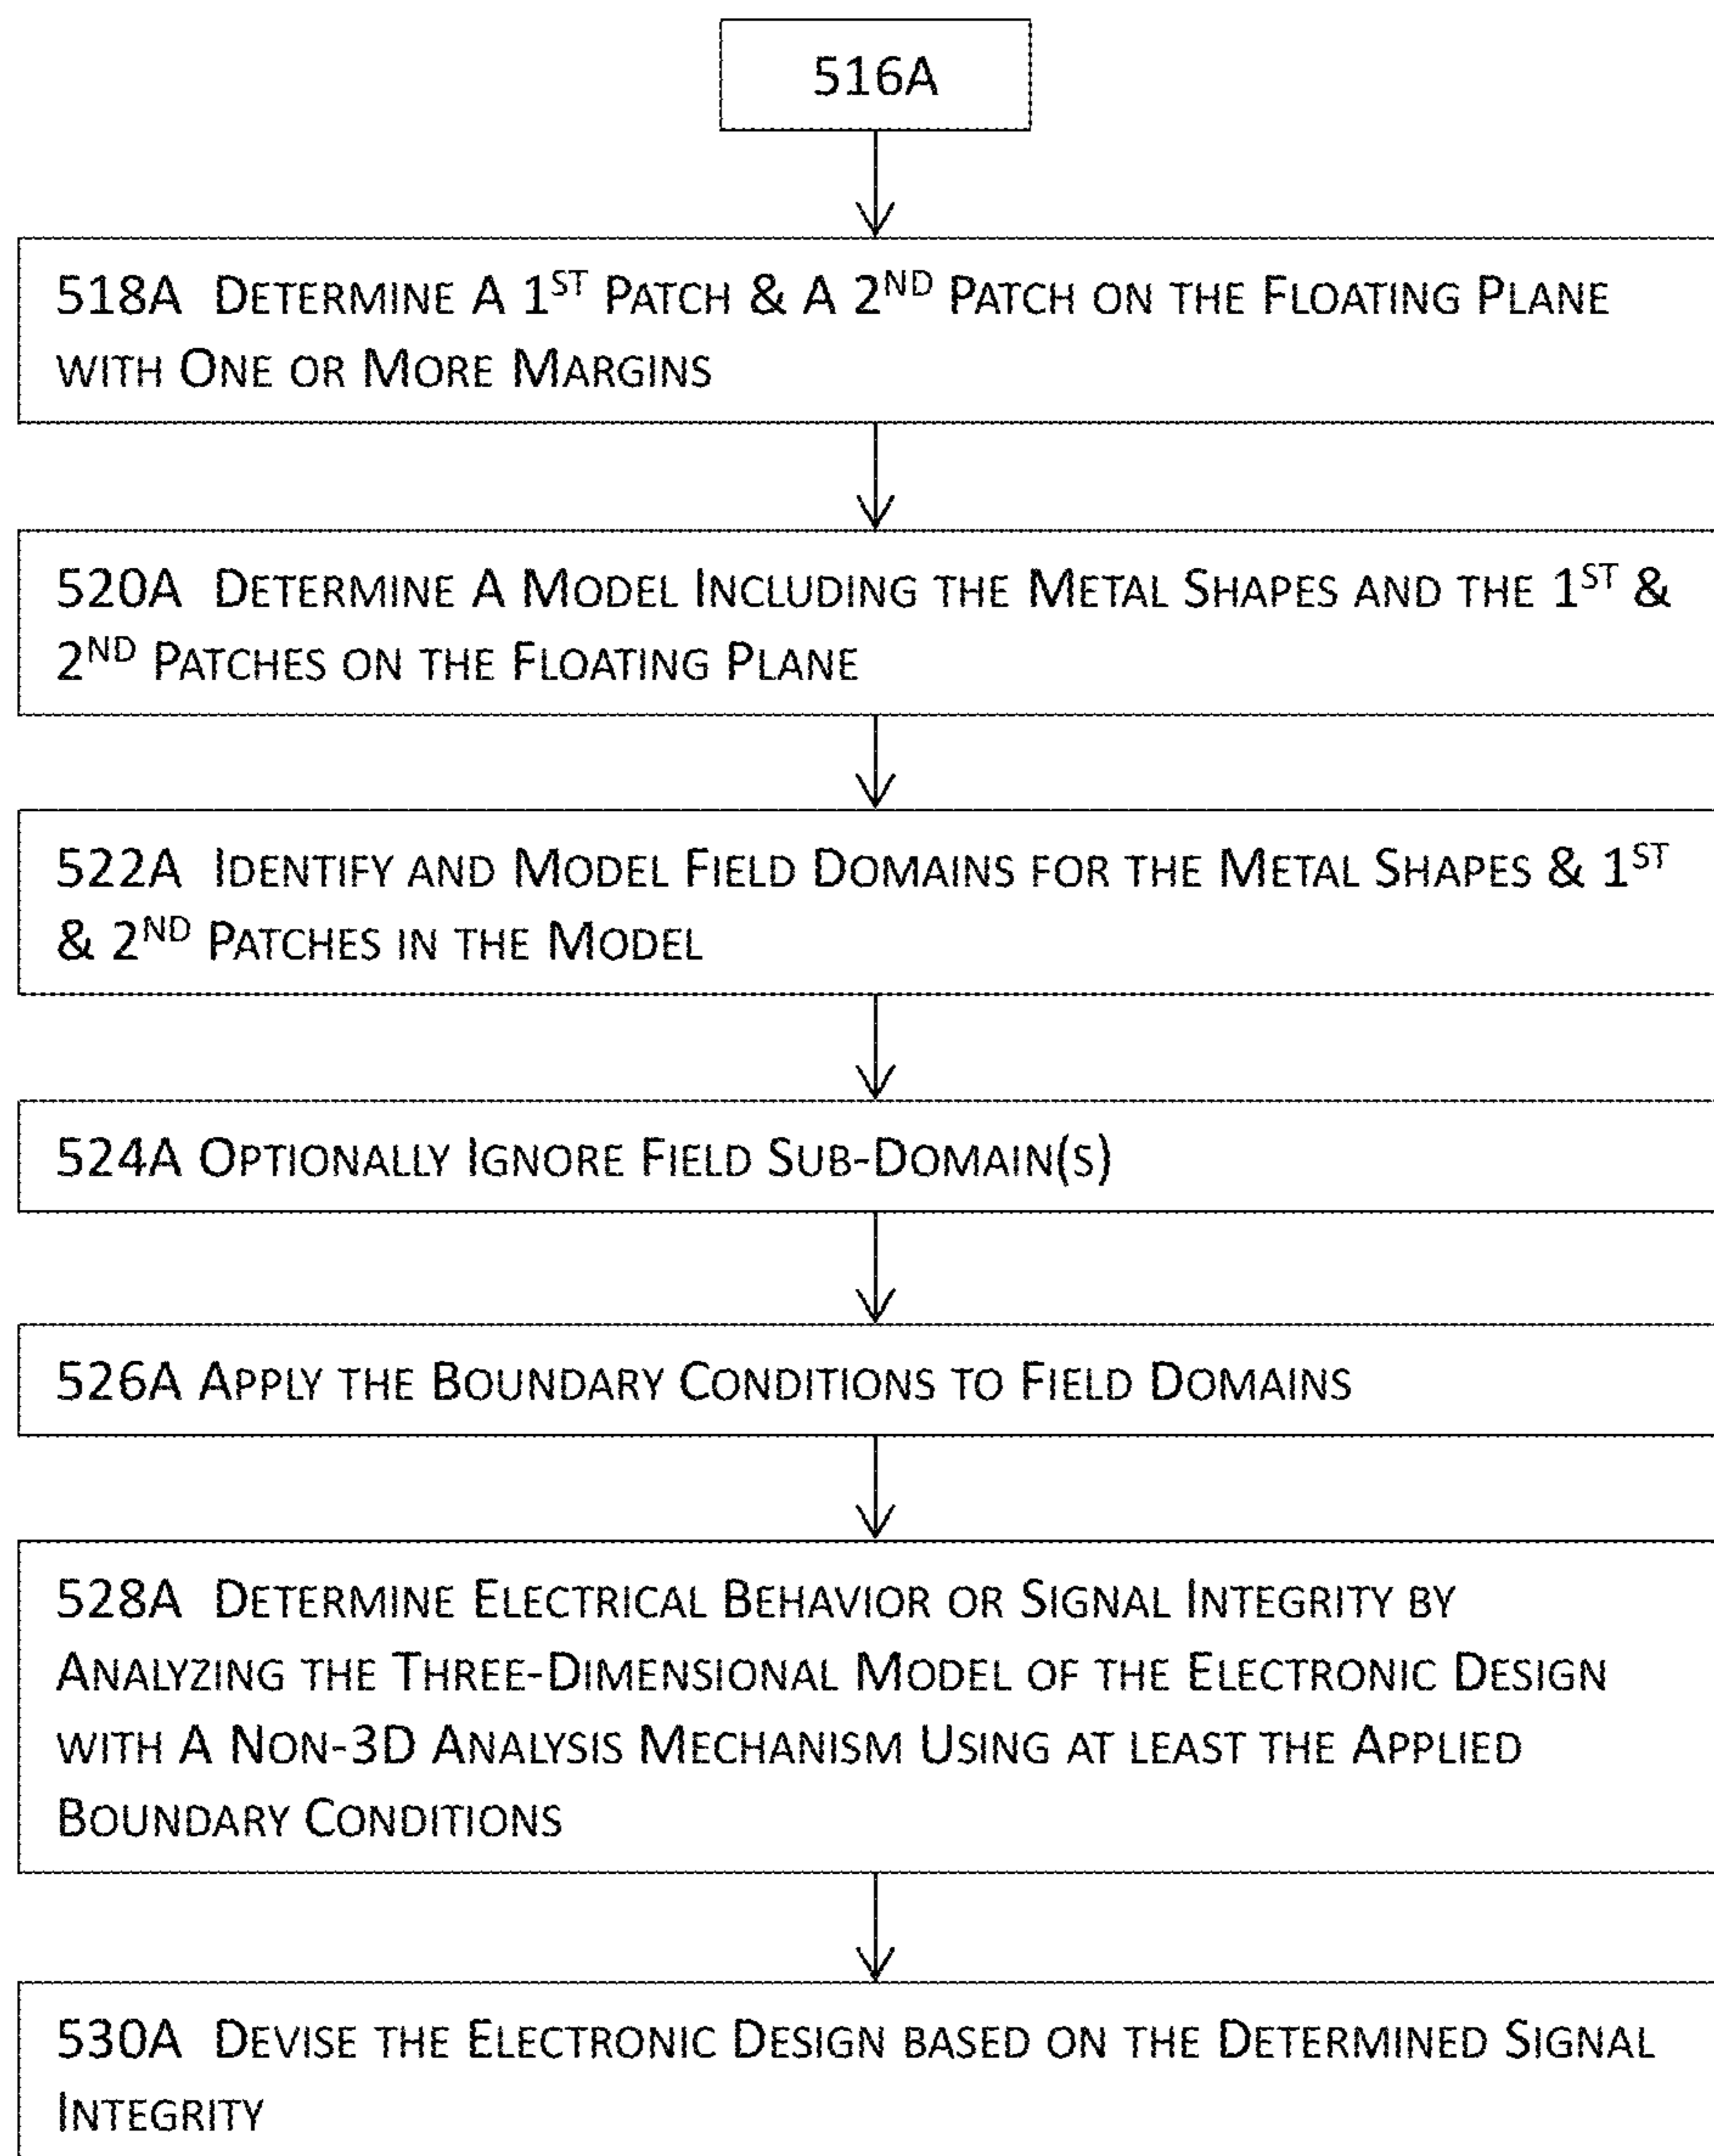 516A
518A DETERMINE A 1ST PATCH & A 2ND PATCH ON THE FLOATING PLANE
WITH ONE OR MORE MARGINS
520A DETERMINE A MODEL INCLUDING THE METAL SHAPES AND THE 1ST &
2ND PATCHES ON THE FLOATING PLANE
522A IDENTIFY AND MODEL FIELD DOMAINS FOR THE METAL SHAPES & 1ST
& 2ND PATCHES IN THE MODEL
524A OPTIONALLY IGNORE FIELD SUB-DOMAIN(S)
526A APPLY THE BOUNDARY CONDITIONS TO FIELD DOMAINS
528A DETERMINE ELECTRICAL BEHAVIOR OR SIGNAL INTEGRITY BY
ANALYZING THE THREE-DIMENSIONAL MODEL OF THE ELECTRONIC DESIGN
WITH A NON-3D ANALYSIS MECHANISM USING AT LEAST THE APPLIED
BOUNDARY CONDITIONS
530A DEVISE THE ELECTRONIC DESIGN BASED ON THE DETERMINED SIGNAL
INTEGRITY